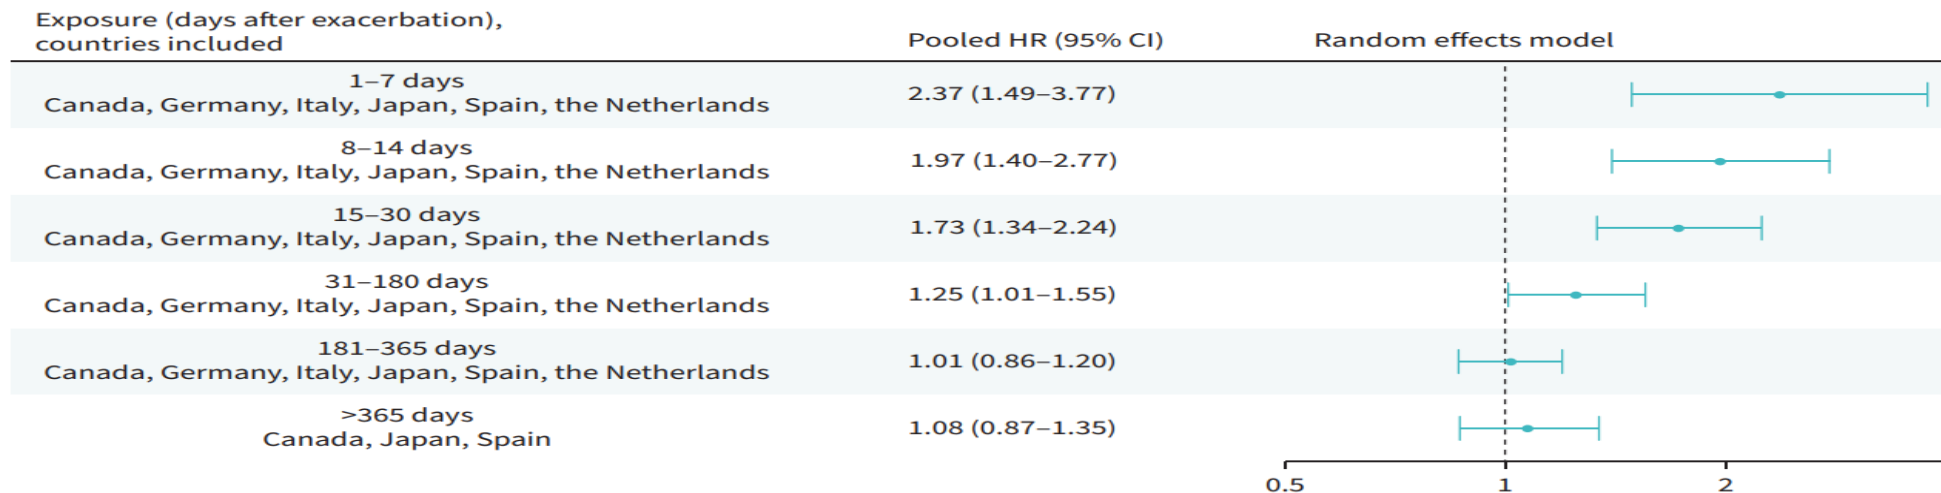 Exposure (days after exacerbation),
countries included
Pooled HR (95% CI)
Random effects model
1–7 days
Canada, Germany, Italy, Japan, Spain, the Netherlands
2.37 (1.49–3.77)
8–14 days
Canada, Germany, Italy, Japan, Spain, the Netherlands
1.97 (1.40–2.77)
15–30 days
Canada, Germany, Italy, Japan, Spain, the Netherlands
1.73 (1.34–2.24)
31–180 days
Canada, Germany, Italy, Japan, Spain, the Netherlands
1.25 (1.01–1.55)
181–365 days
Canada, Germany, Italy, Japan, Spain, the Netherlands
1.01 (0.86–1.20)
>365 days
Canada, Japan, Spain
1.08 (0.87–1.35)
0.5 1 2